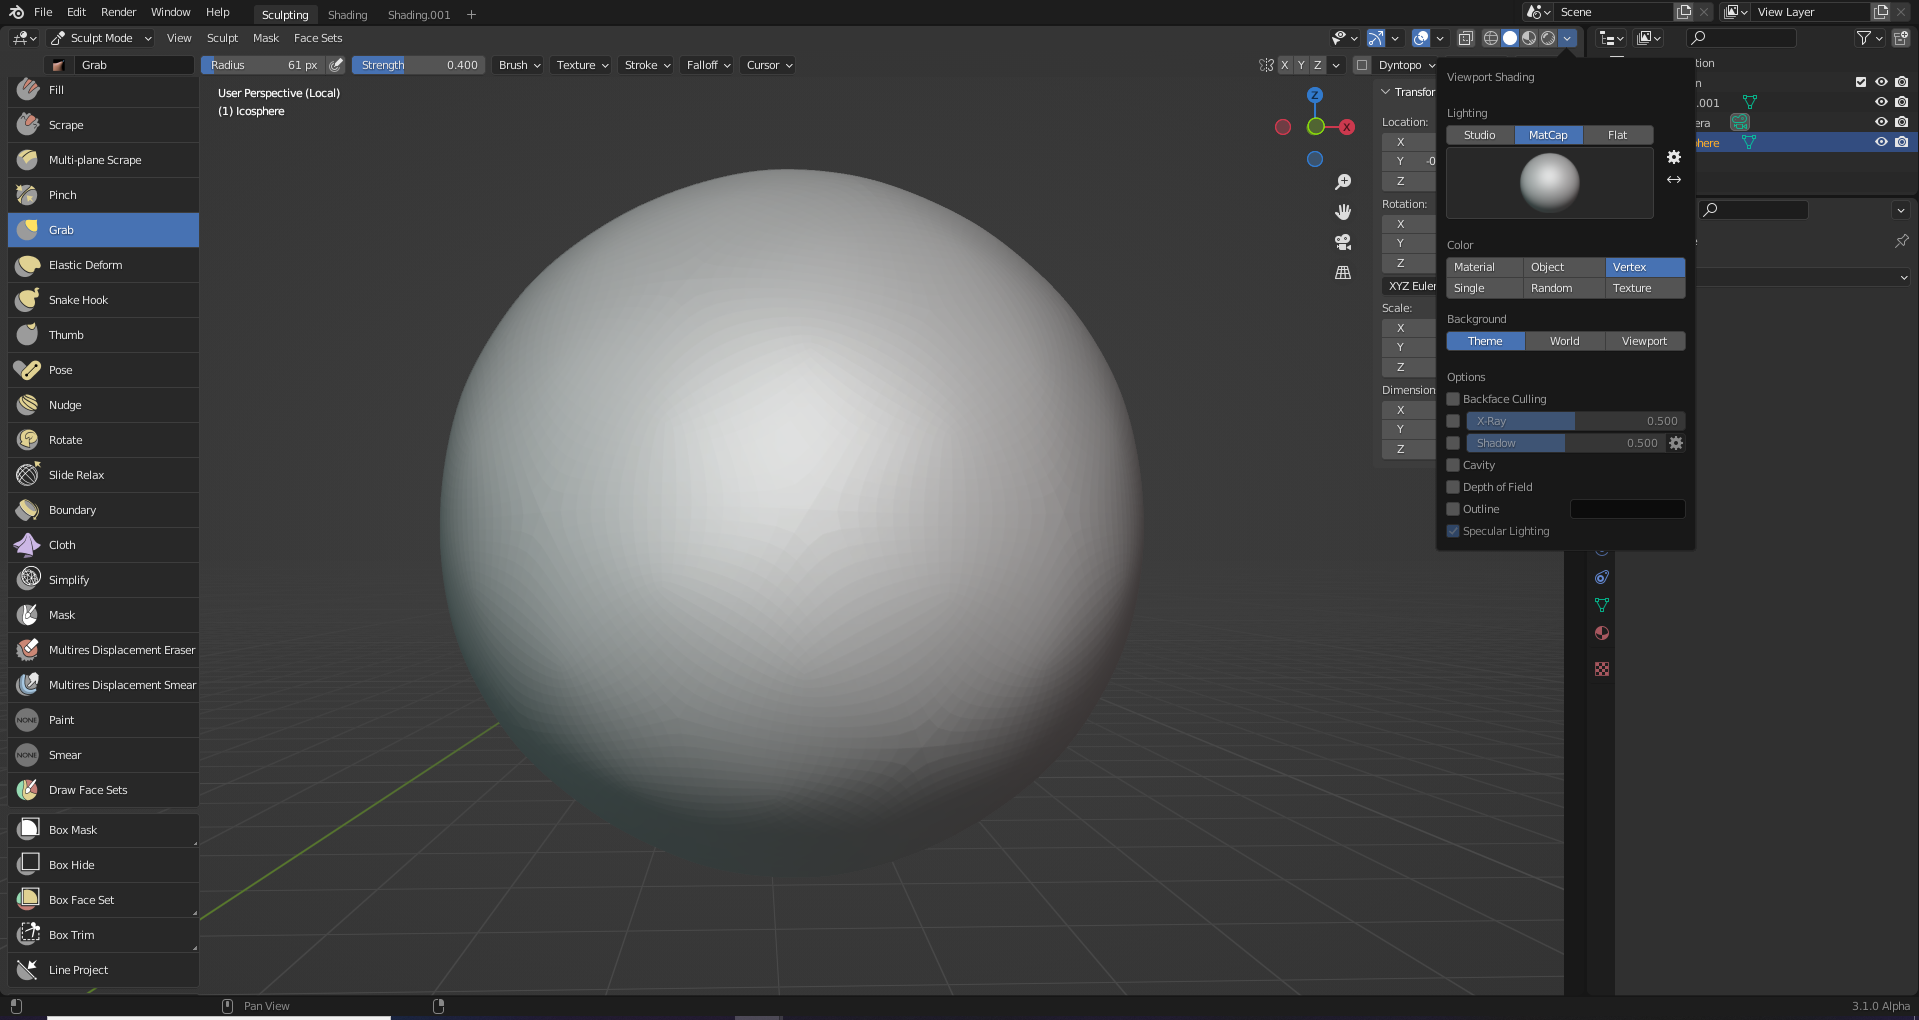 File Edit Render Window Help Sculpting Shading Shading.001 + Scene View Layer
Sculpt Mode View Sculpt Mask Face Sets
Grab Radius 61 px Strength 0.400 Brush Texture Stroke Falloff Cursor X Y Z Dyntopo
Fill
Scrape
Multi-plane Scrape
Pinch
Grab
Elastic Deform
Snake Hook
Thumb
Pose
Nudge
Rotate
Slide Relax
Boundary
Cloth
Simplify
Mask
Multires Displacement Eraser
Multires Displacement Smear
NONE Paint
NONE Smear
Draw Face Sets
Box Mask
Box Hide
Box Face Set
Box Trim
Line Project
User Perspective (Local)
(1) Icosphere
Z
X
Transfor
Location:
X
Y -0
Z
Rotation:
X
Y
Z
XYZ Euler
Scale:
X
Y
Z
Dimension
X
Y
Z
Viewport Shading
Lighting
Studio MatCap Flat
Color
Material Object Vertex
Single Random Texture
Background
Theme World Viewport
Options
Backface Culling
X-Ray 0.500
Shadow 0.500
Cavity
Depth of Field
Outline
Specular Lighting
tion
n
.001
era
here
Pan View 3.1.0 Alpha